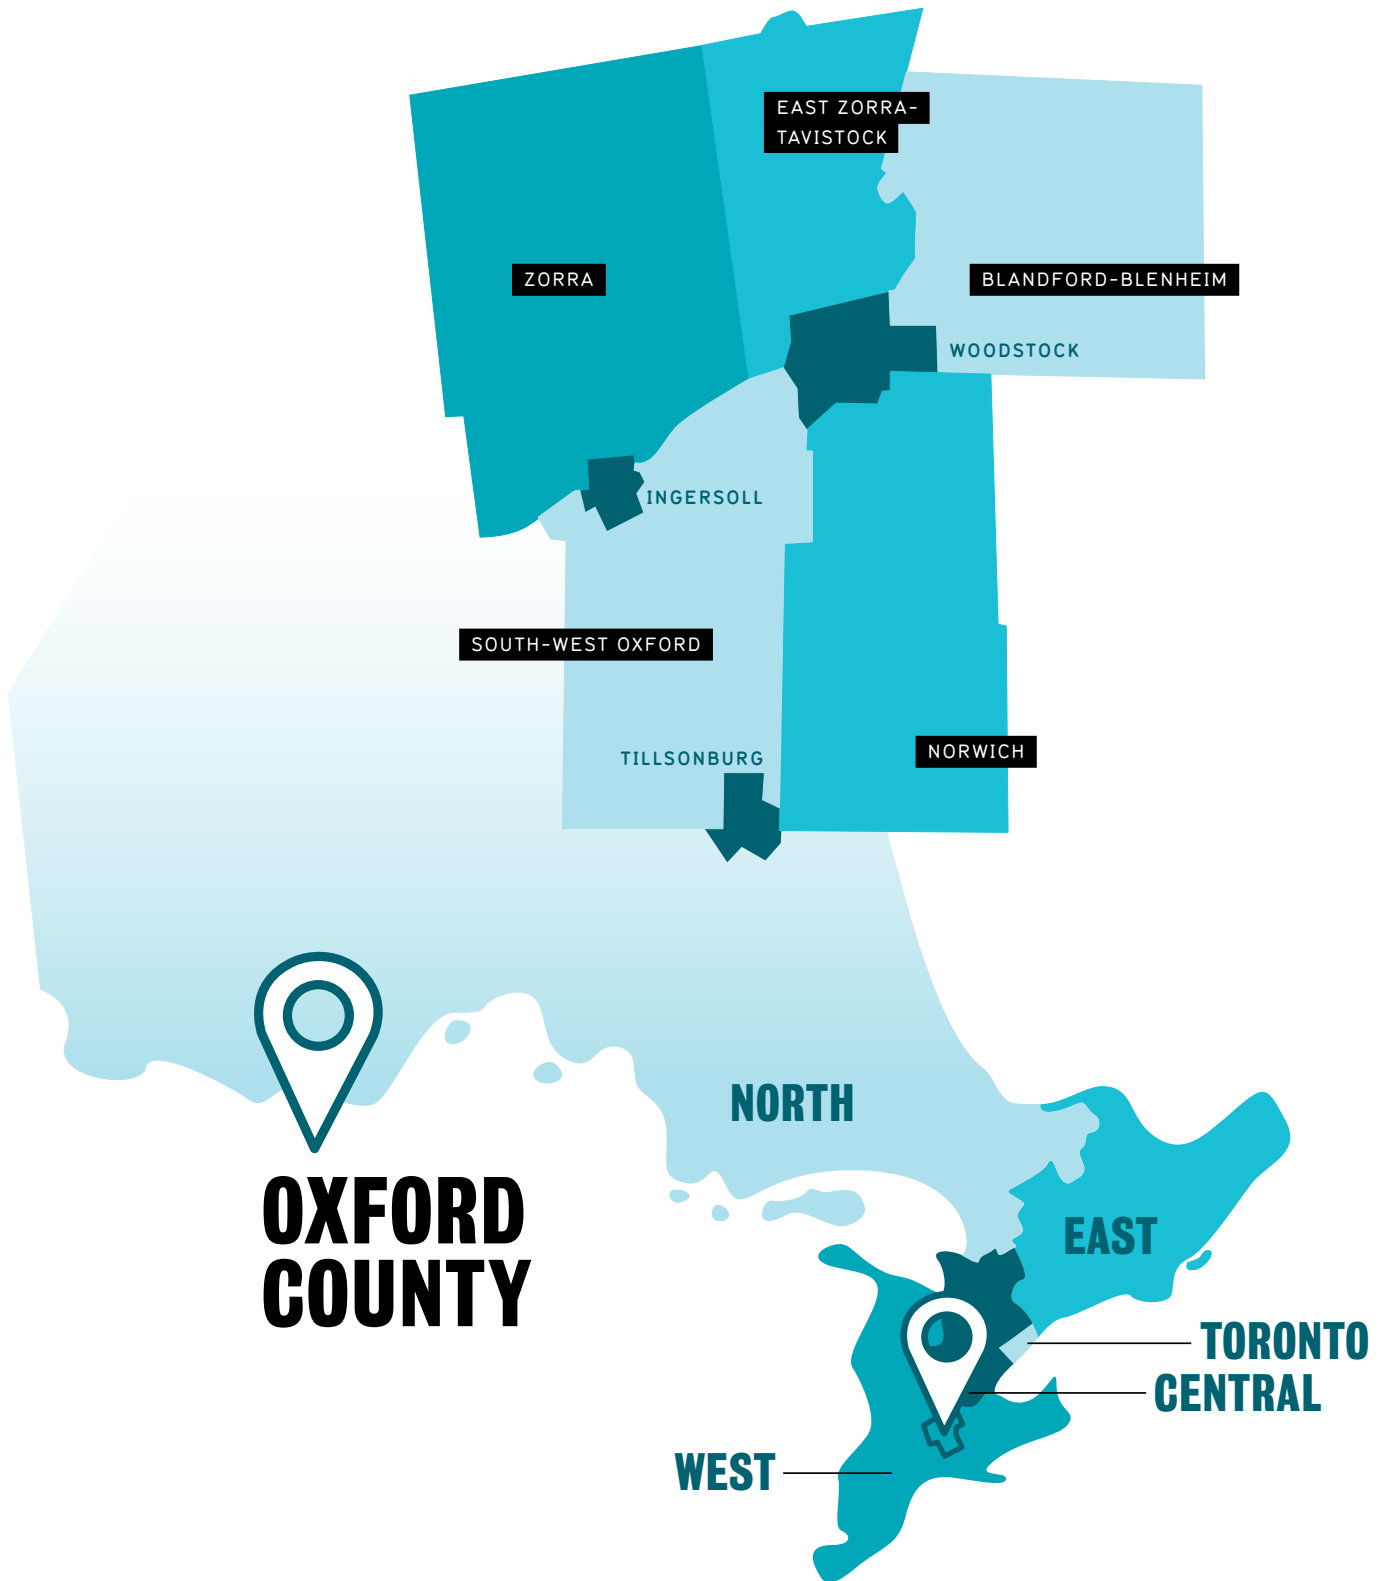 EAST ZORRA-
TAVISTOCK
ZORRA
BLANDFORD-BLENHEIM
WOODSTOCK
INGERSOLL
SOUTH-WEST OXFORD
NORWICH
TILLSONBURG
NORTH
OXFORD
COUNTY
EAST
TORONTO
CENTRAL
WEST